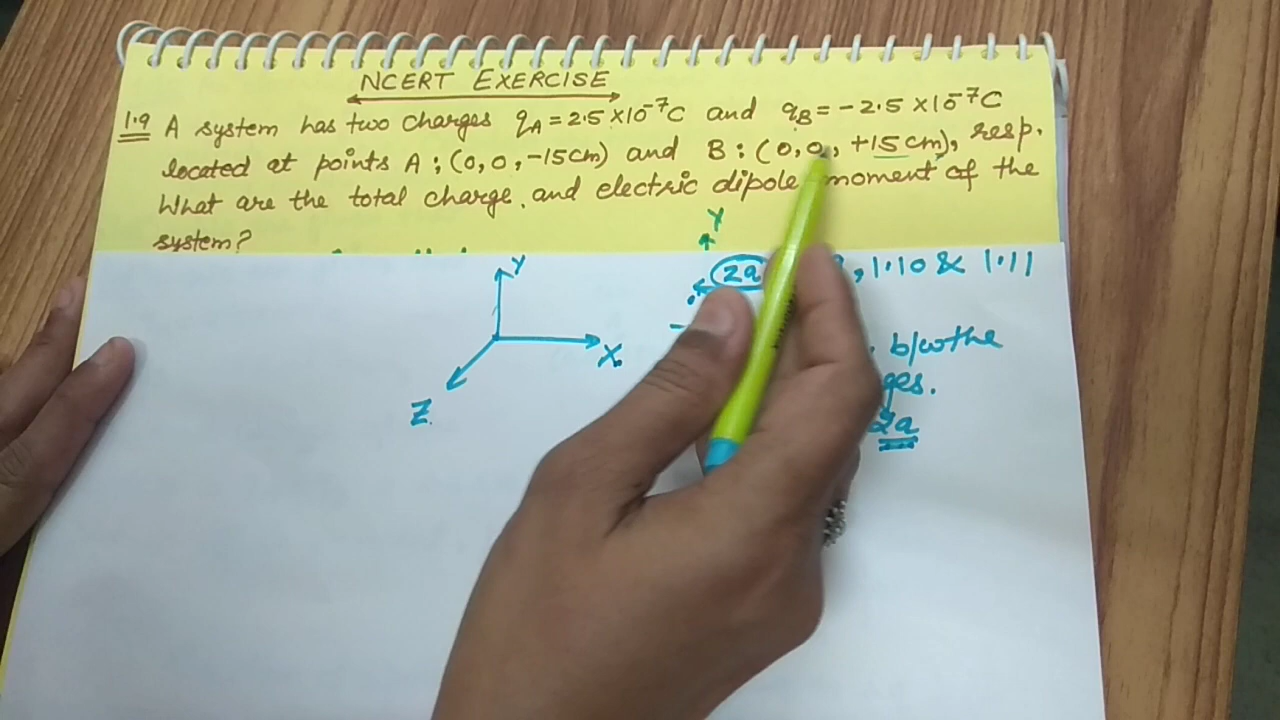 NCERT EXERCISE
1.9 A system has two charges qA = 2.5 × 10⁻⁷C and qB = -2.5 × 10⁻⁷C
located at points A : (0, 0, -15cm) and B : (0, 0, +15 cm), resp.
What are the total charge, and electric dipole moment of the
system?
Y
X
Z
Y
2a
, 1.10 & 1.11
b/w the
2a